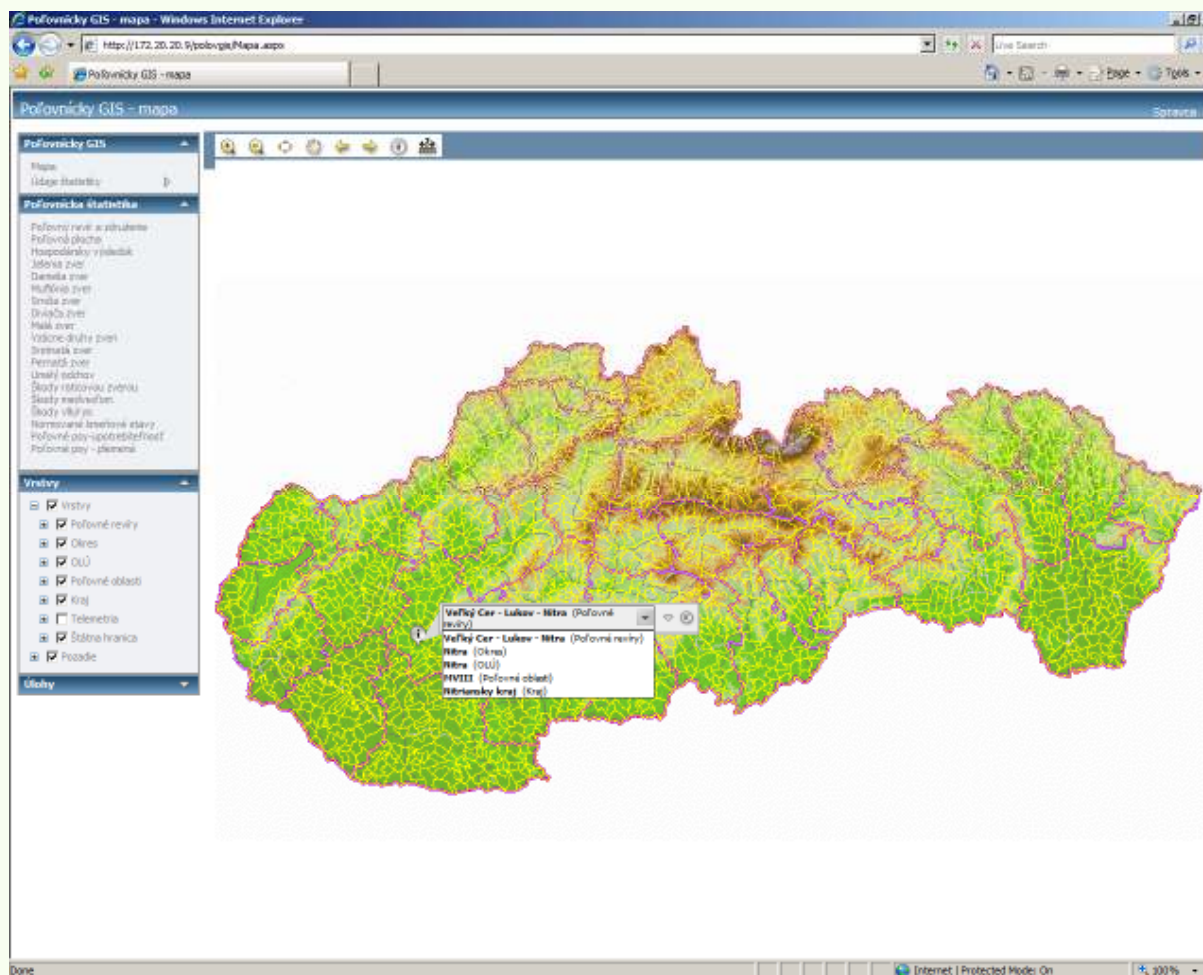 Poľovnícky GIS - mapa - Windows Internet Explorer
http://172.20.20.9/polovgis/Mapa.aspx
Live Search
Poľovnícky GIS - mapa
Page
Tools
Poľovnícky GIS - mapa
Správca
Poľovnícky GIS
Mapa
Údaje štatistiky
Poľovnícka štatistika
Poľovný revír a združenie
Poľovná plocha
Hospodársky výsledok
Jelenia zver
Danielia zver
Muflónia zver
Srnčia zver
Diviačia zver
Malá zver
Vzácne druhy zveri
Srstnatá zver
Pernatá zver
Umelý odchov
Škody raticovou zverou
Škody medveďom
Škody
Normované kmeňové stavy
Poľovné psy-upotrebiteľnosť
Poľovné psy - plemená
Vrstvy
Vrstvy
Poľovné revíry
Okres
OLÚ
Poľovné oblasti
Kraj
Telemetria
Štátna hranica
Pozadie
Úlohy
Veľký Cer - Lukov - Nitra (Poľovné
revíry)
Veľký Cer - Lukov - Nitra (Poľovné revíry)
Nitra (Okres)
Nitra (OLÚ)
MVIII (Poľovné oblasti)
Nitriansky kraj (Kraj)
Done
Internet | Protected Mode: On
100%